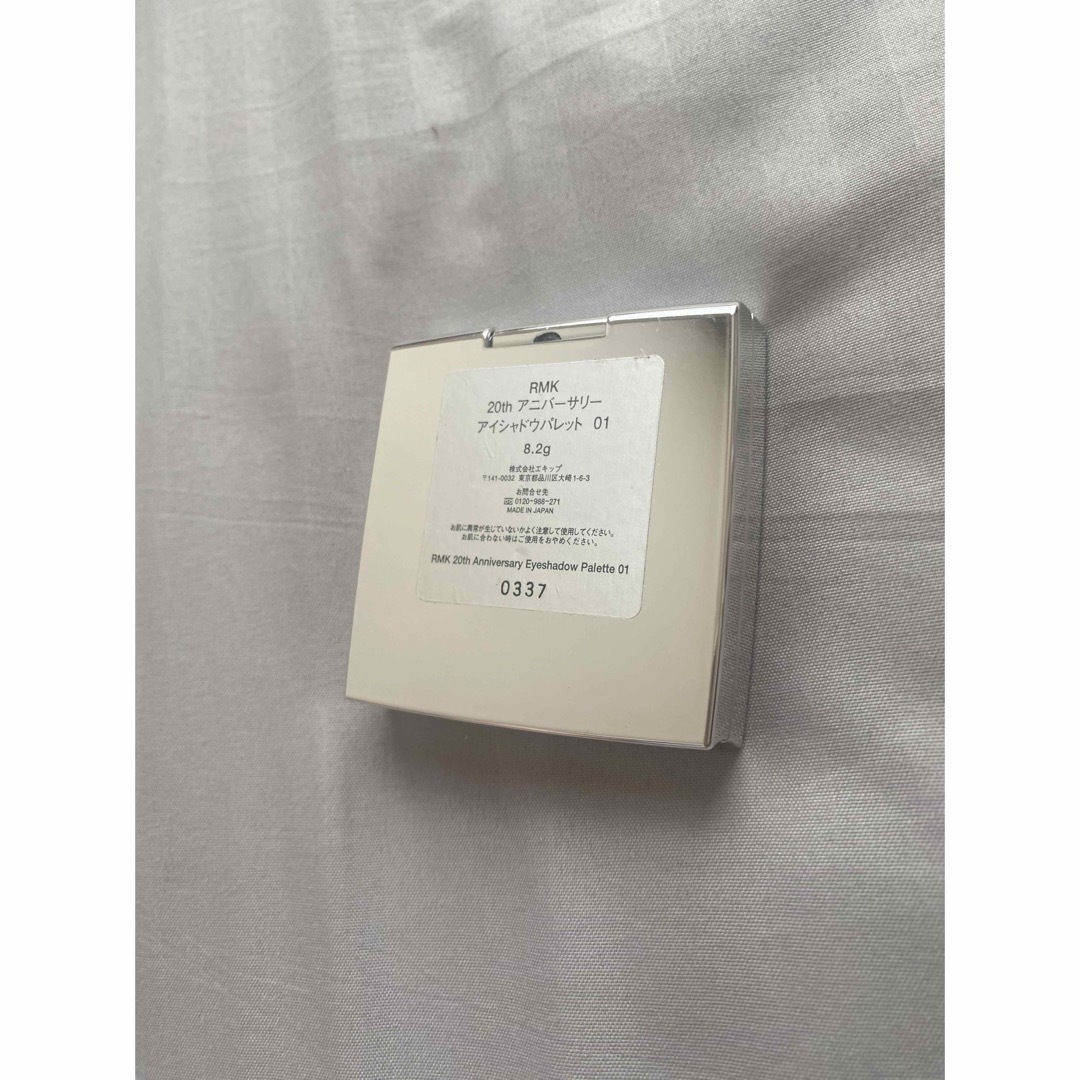 RMK
20th アニバーサリー
アイシャドウパレット 01
8.2g
株式会社エキップ
〒141-0032 東京都品川区大崎1-6-3
お問合せ先
0120-988-271
MADE IN JAPAN
お肌に異常が生じていないかよく注意して使用してください。
お肌に合わない時はご使用をおやめください。
RMK 20th Anniversary Eyeshadow Palette 01
0337